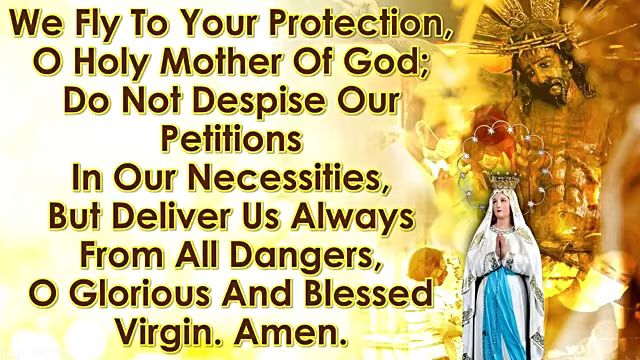 We Fly To Your Protection,
O Holy Mother Of God;
Do Not Despise Our
Petitions
In Our Necessities,
But Deliver Us Always
From All Dangers,
O Glorious And Blessed
Virgin. Amen.